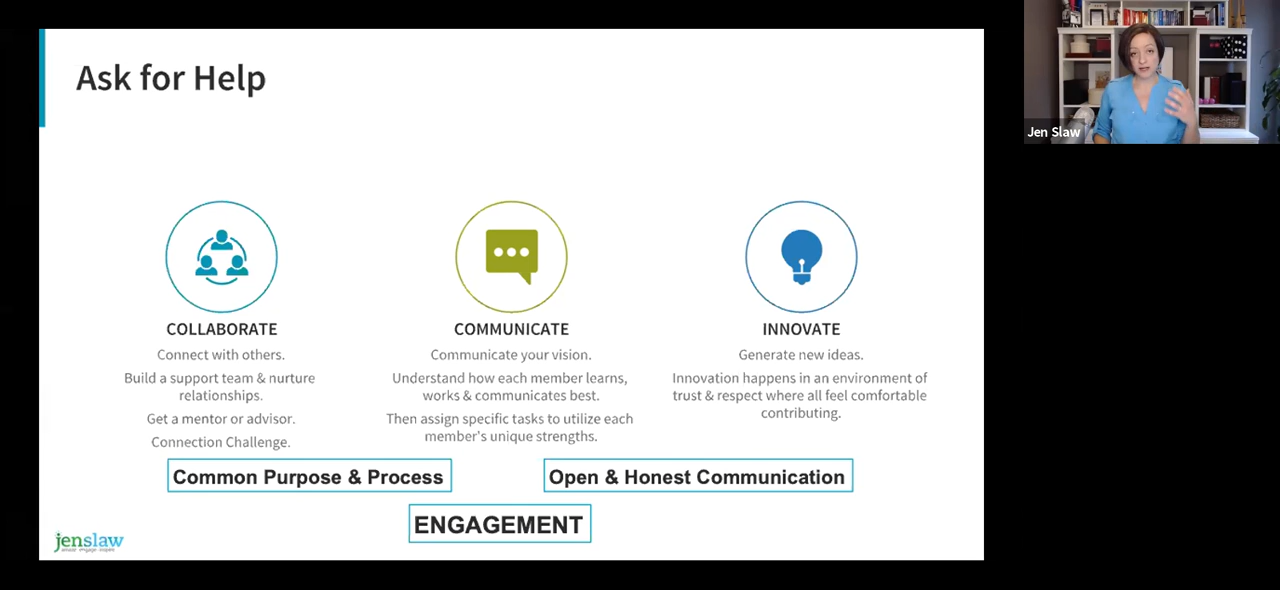 Ask for Help
Jen Slaw
COLLABORATE
Connect with others.
Build a support team & nurture
relationships.
Get a mentor or advisor.
Connection Challenge.
COMMUNICATE
Communicate your vision.
Understand how each member learns,
works & communicates best.
Then assign specific tasks to utilize each
member's unique strengths.
INNOVATE
Generate new ideas.
Innovation happens in an environment of
trust & respect where all feel comfortable
contributing.
Common Purpose & Process
Open & Honest Communication
ENGAGEMENT
jenslaw